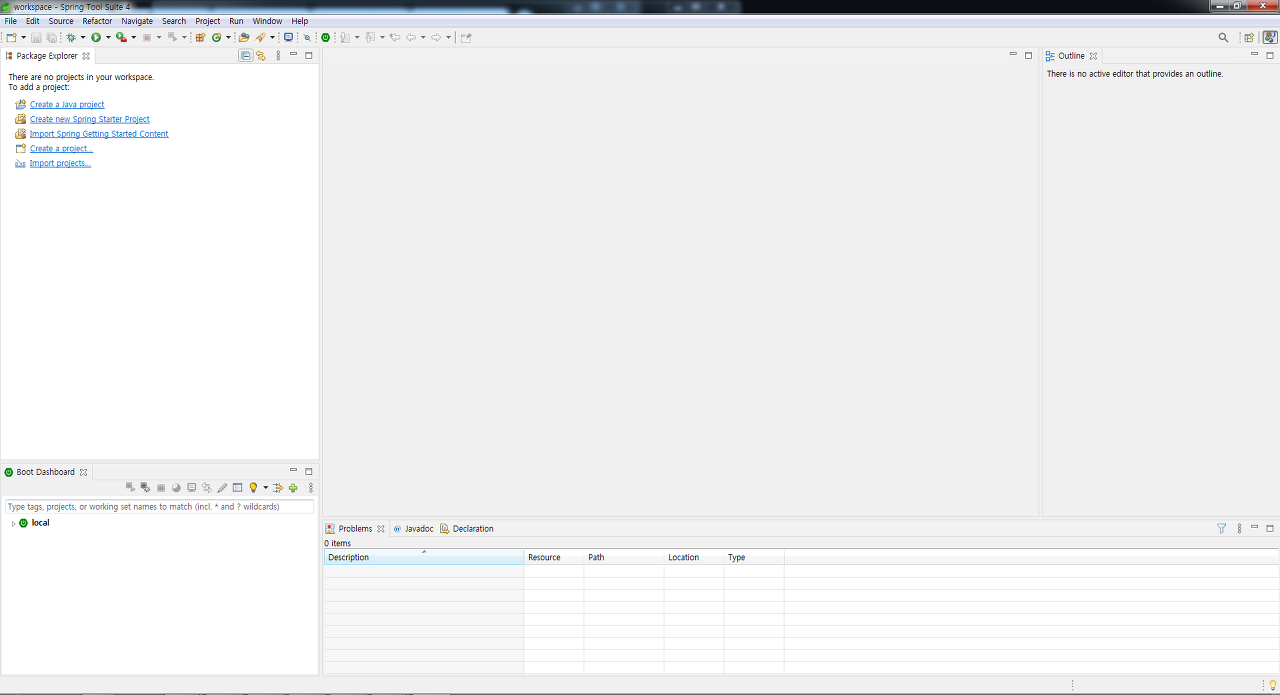 workspace - Spring Tool Suite 4
File Edit Source Refactor Navigate Search Project Run Window Help
Package Explorer
There are no projects in your workspace.
To add a project:
Create a Java project
Create new Spring Starter Project
Import Spring Getting Started Content
Create a project...
Import projects...
Outline
There is no active editor that provides an outline.
Boot Dashboard
Type tags, projects, or working set names to match (incl. * and ? wildcards)
local
Problems @ Javadoc Declaration
0 items
Description Resource Path Location Type